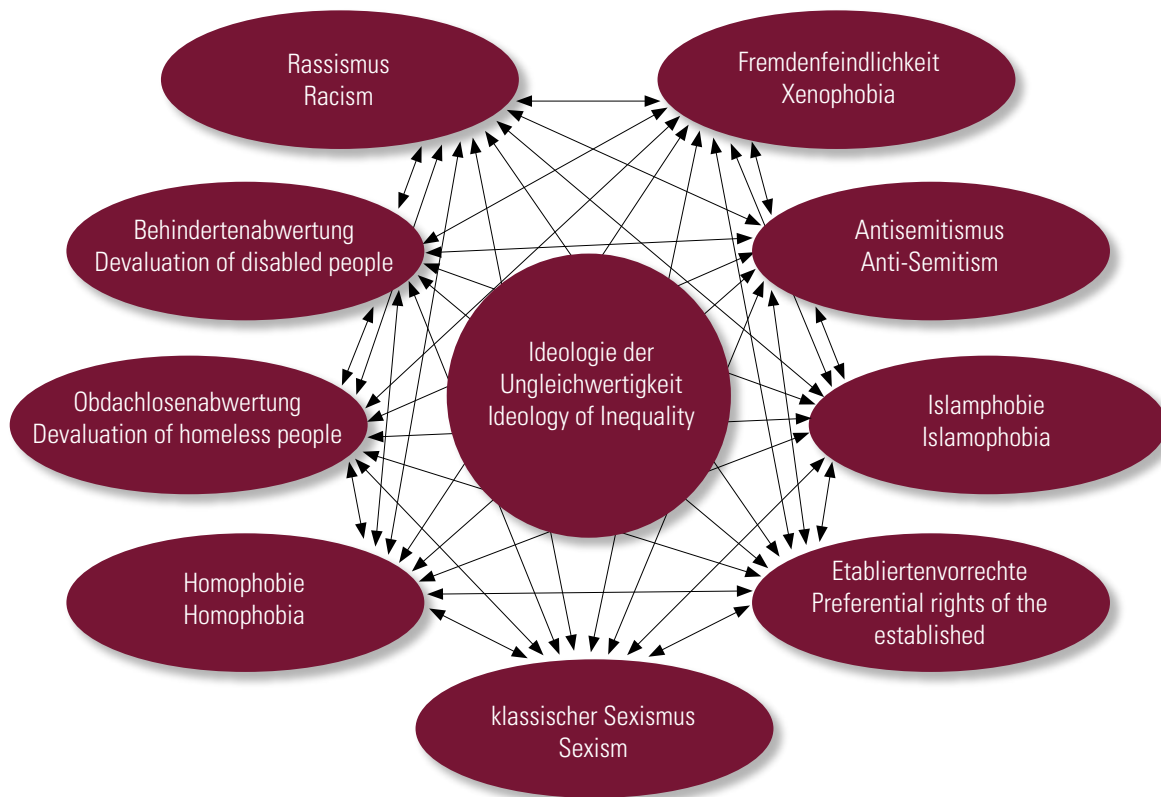 Rassismus
Racism
Fremdenfeindlichkeit
Xenophobia
Behindertenabwertung
Devaluation of disabled people
Antisemitismus
Anti-Semitism
Ideologie der
Ungleichwertigkeit
Ideology of Inequality
Obdachlosenabwertung
Devaluation of homeless people
Islamphobie
Islamophobia
Homophobie
Homophobia
Etabliertenvorrechte
Preferential rights of the
established
klassischer Sexismus
Sexism